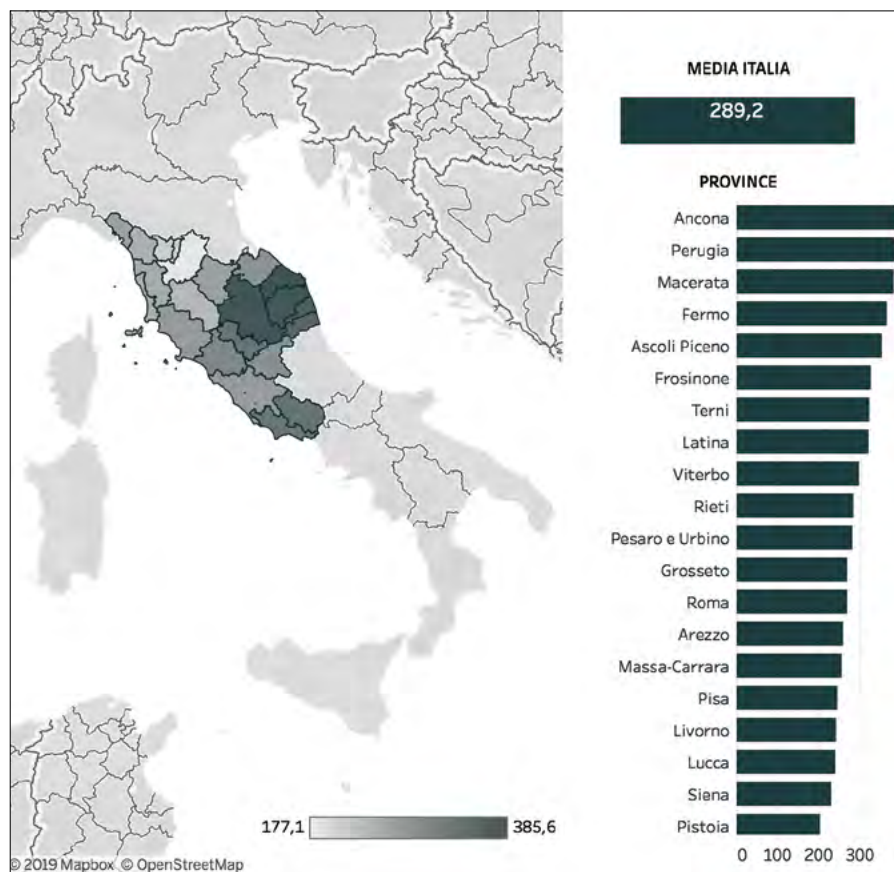 MEDIA ITALIA
289,2
PROVINCE
Ancona
Perugia
Macerata
Fermo
Ascoli Piceno
Frosinone
Terni
Latina
Viterbo
Rieti
Pesaro e Urbino
Grosseto
Roma
Arezzo
Massa-Carrara
Pisa
Livorno
Lucca
Siena
Pistoia
0 100 200 300
177,1 385,6
© 2019 Mapbox © OpenStreetMap